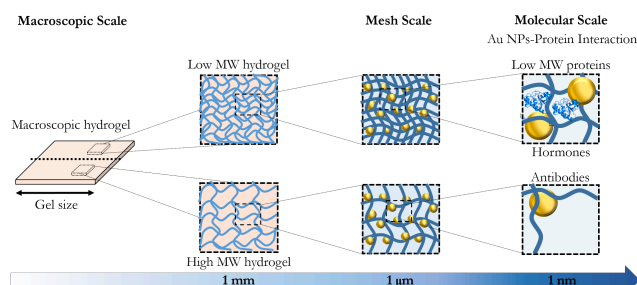 Macroscopic Scale
Mesh Scale
Molecular Scale
Au NPs-Protein Interaction
Low MW hydrogel
Low MW proteins
Macroscopic hydrogel
Hormones
Antibodies
Gel size
High MW hydrogel
1 mm
1 µm
1 nm